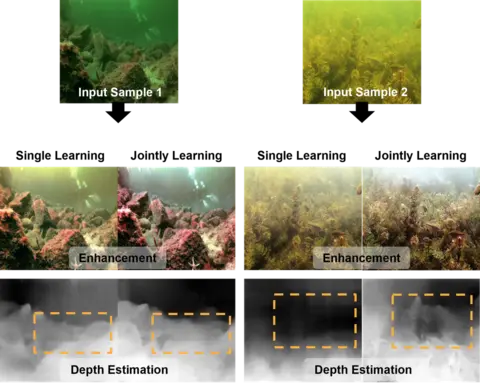 Input Sample 1
Input Sample 2
Single Learning
Jointly Learning
Single Learning
Jointly Learning
Enhancement
Enhancement
Depth Estimation
Depth Estimation